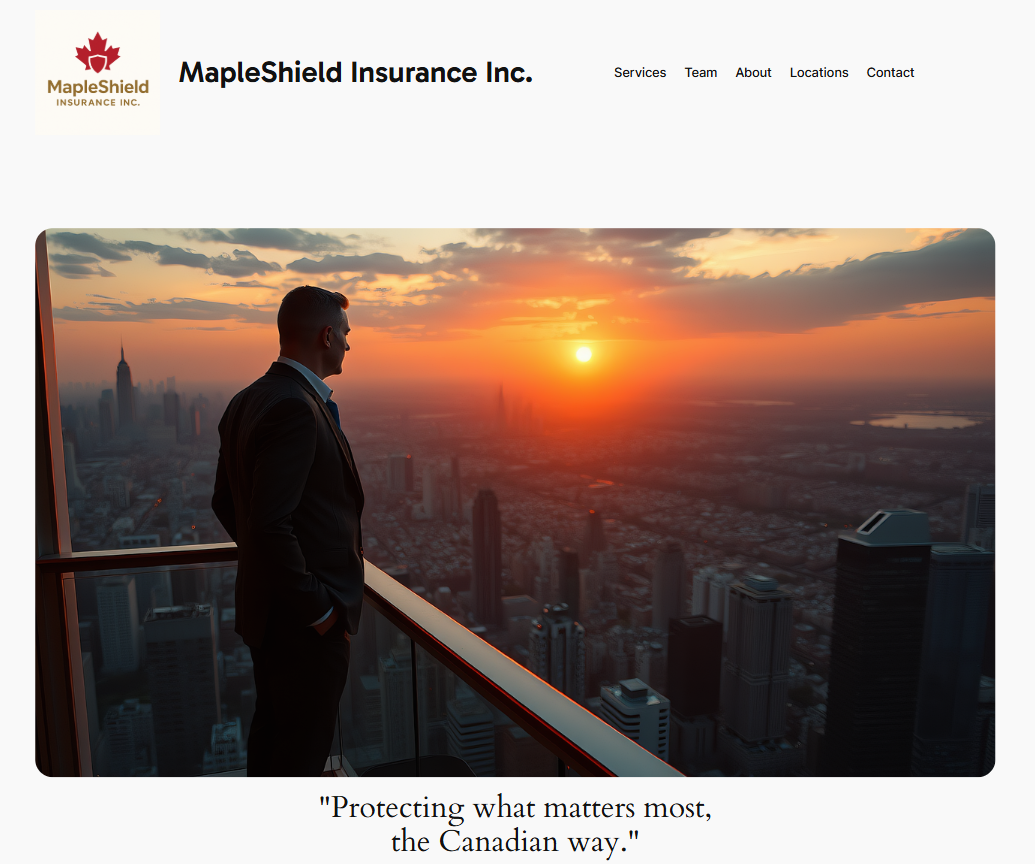 MapleShield
INSURANCE INC.
MapleShield Insurance Inc.
Services Team About Locations Contact
"Protecting what matters most,
the Canadian way."